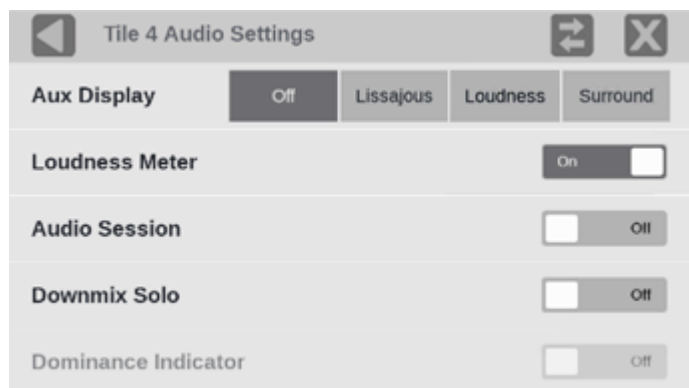 Tile 4 Audio Settings
Aux Display Off Lissajous Loudness Surround
Loudness Meter On
Audio Session Off
Downmix Solo Off
Dominance Indicator Off